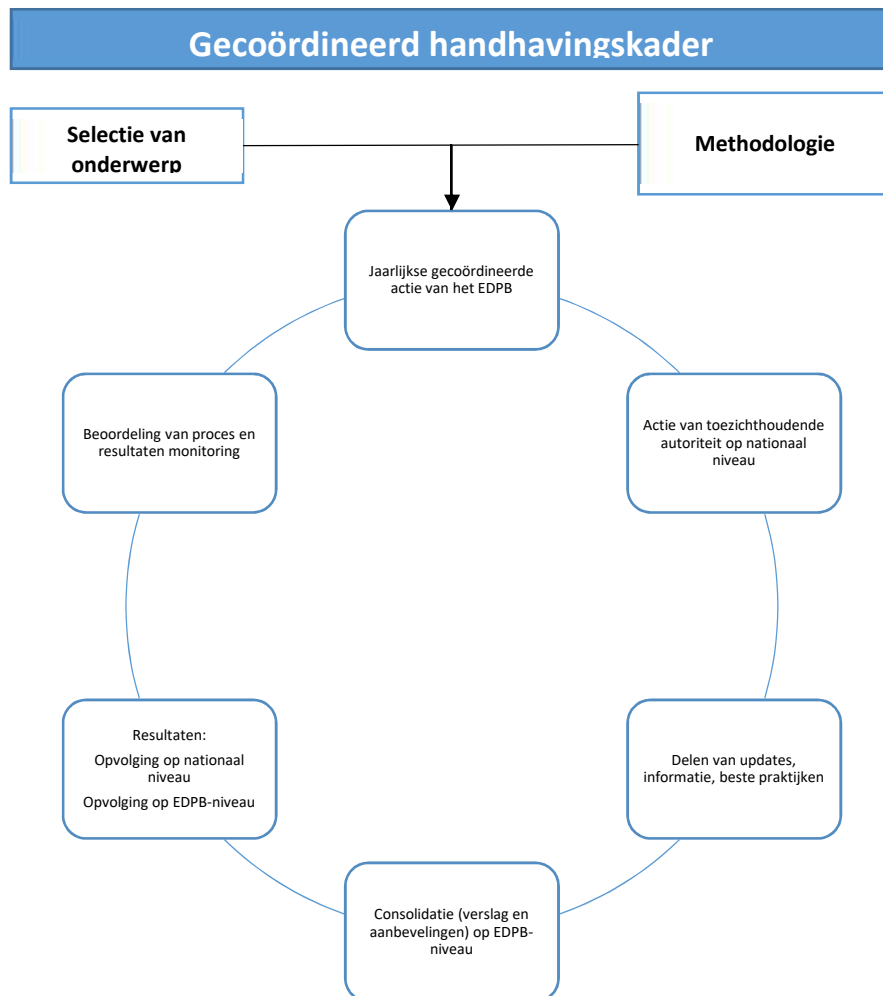 Gecoördineerd handhavingskader
Selectie van
onderwerp
Methodologie
Jaarlijkse gecoördineerde
actie van het EDPB
Actie van toezichthoudende
autoriteit op nationaal
niveau
Delen van updates,
informatie, beste praktijken
Consolidatie (verslag en
aanbevelingen) op EDPB-
niveau
Resultaten:
Opvolging op nationaal
niveau
Opvolging op EDPB-niveau
Beoordeling van proces en
resultaten monitoring